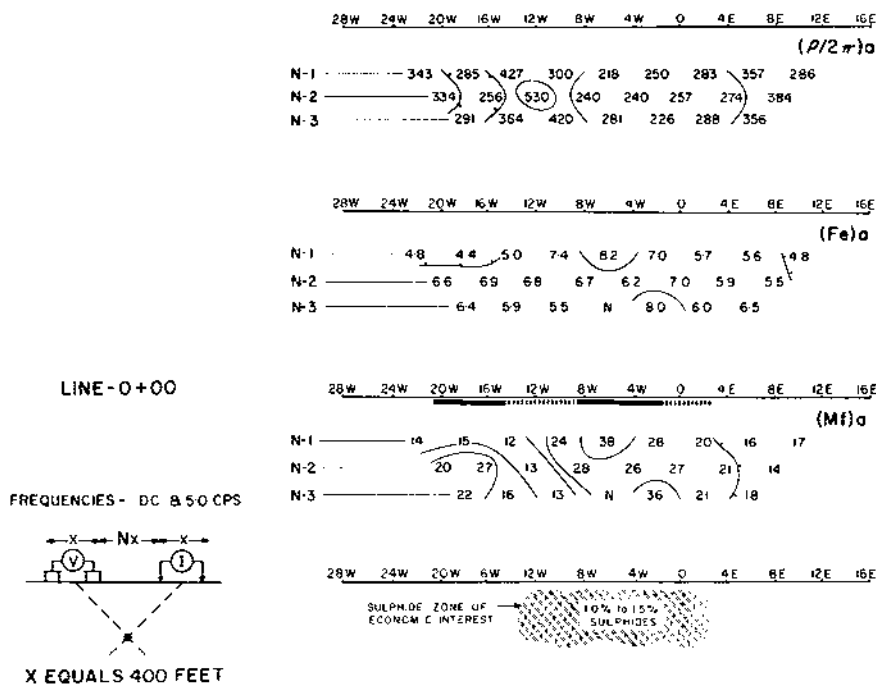 28W 24W 20W 16W 12W 8W 4W 0 4E 8E 12E 16E
(ρ/2π)a
N-1 343 285 427 300 218 250 283 357 286
N-2 334 256 530 240 240 257 274 384
N-3 291 364 420 281 226 288 356
28W 24W 20W 16W 12W 8W 4W 0 4E 8E 12E 16E
(Fe)a
N-1 4.8 4.4 5.0 7.4 8.2 7.0 5.7 5.6 4.8
N-2 6.6 6.9 6.8 6.7 6.2 7.0 5.9 5.5
N-3 6.4 5.9 5.5 N 8.0 6.0 6.5
LINE-0+00
28W 24W 20W 16W 12W 8W 4W 0 4E 8E 12E 16E
(Mf)a
N-1 14 15 12 24 38 28 20 16 11
N-2 20 27 13 28 26 27 21 14
N-3 22 16 13 N 36 21 18
FREQUENCIES- DC & 5.0 CPS
X Nx X
V I
X EQUALS 400 FEET
28W 24W 20W 16W 12W 8W 4W 0 4E 8E 12E 16E
SULPHIDE ZONE OF
ECONOMIC INTEREST
10% to 15%
SULPHIDES